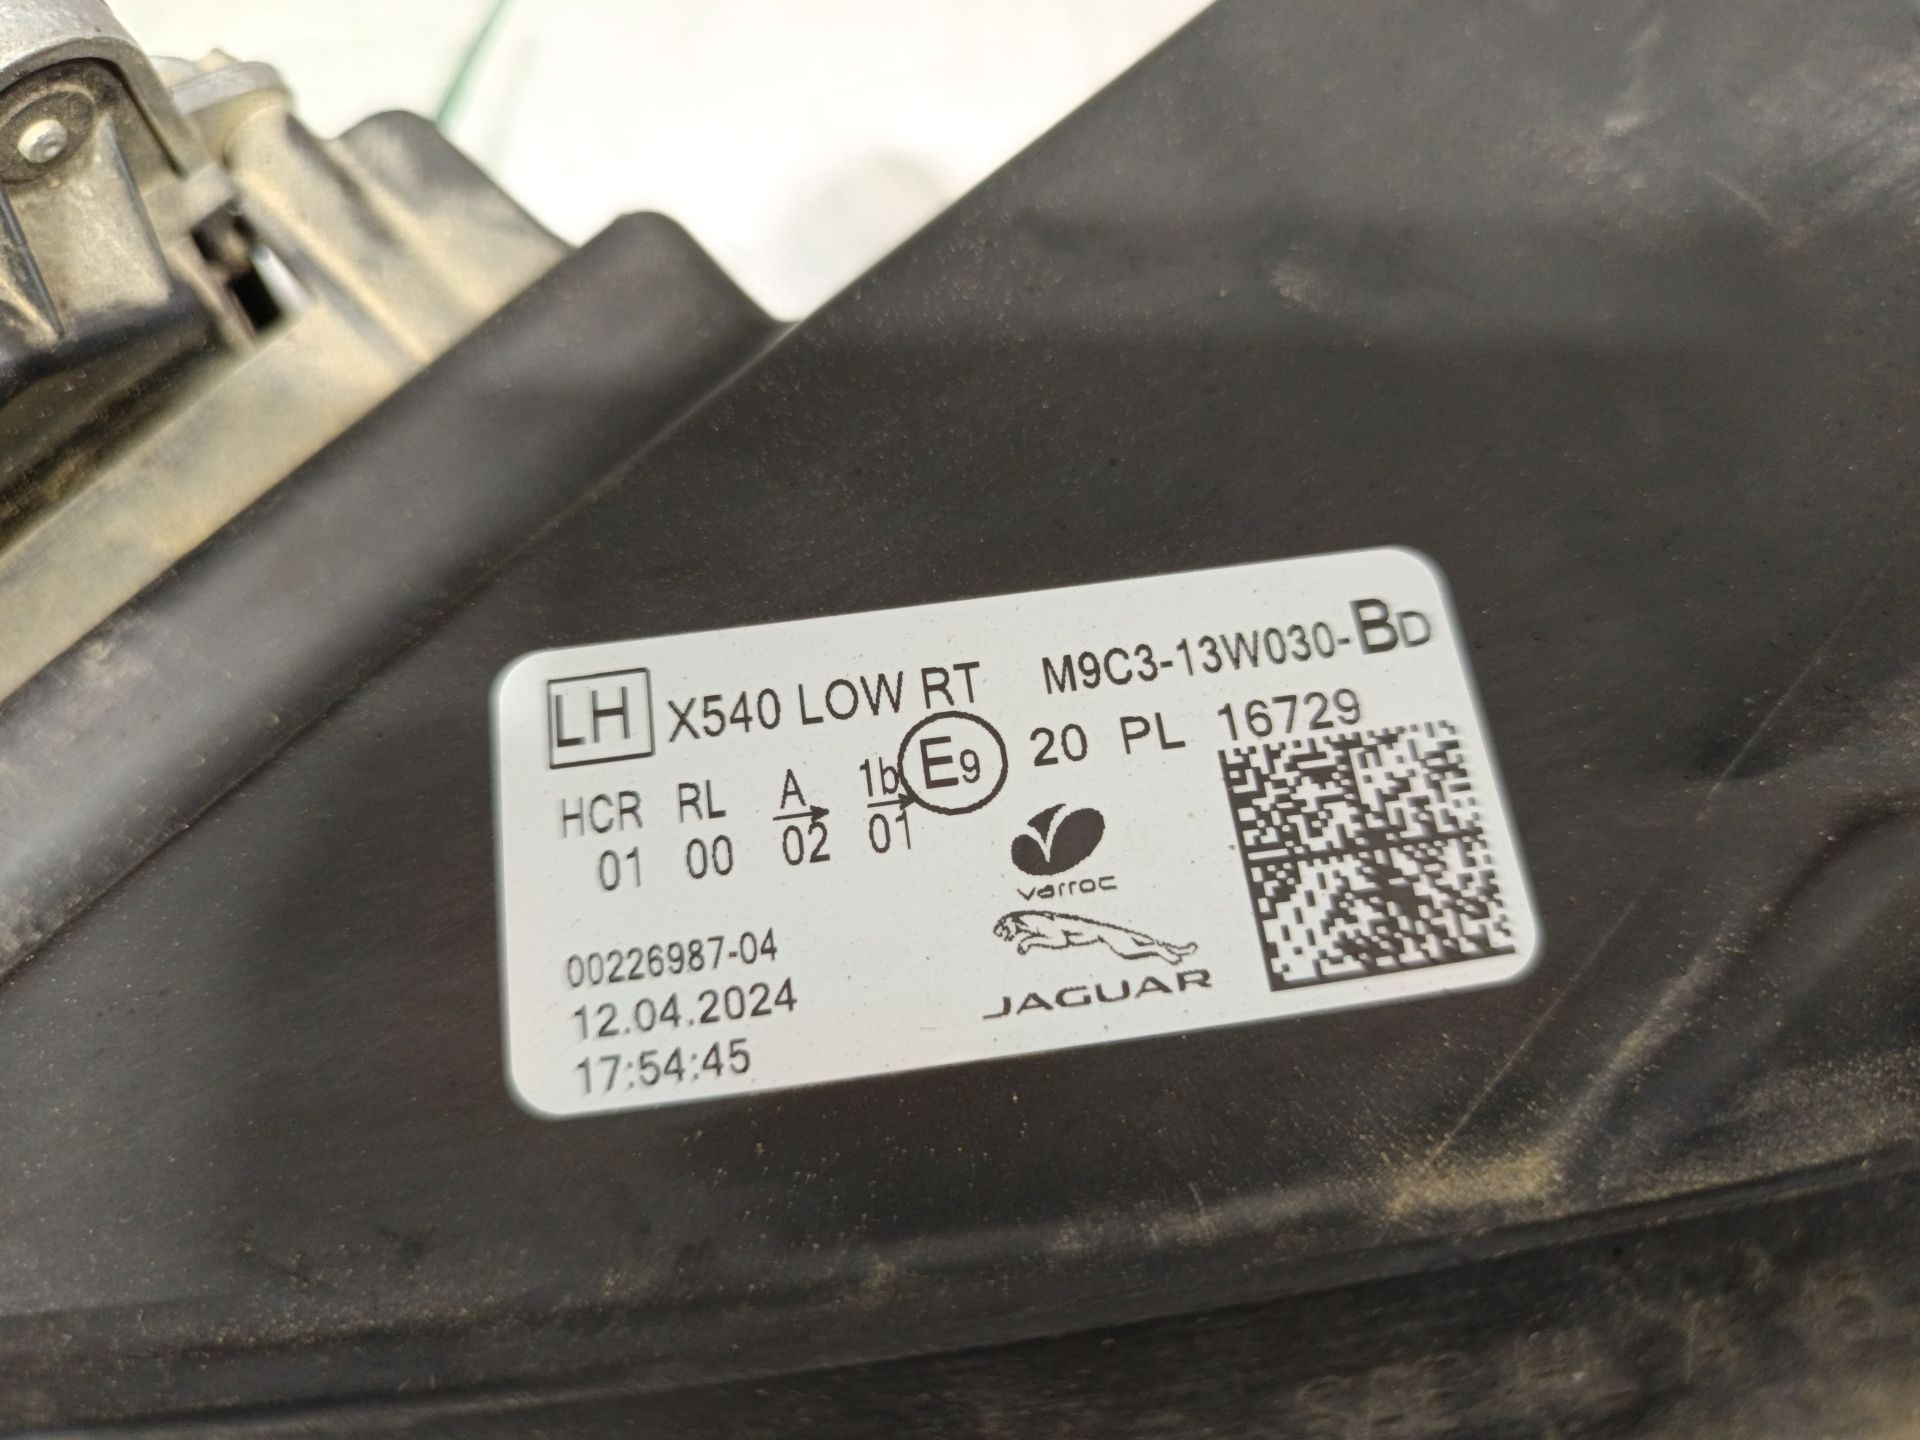 LH X540 LOW RT M9C3-13W030-BD
HCR RL A 1b E9 20 PL 16729
01 00 02 01
varroc
00226987-04
12.04.2024
JAGUAR
17:54:45